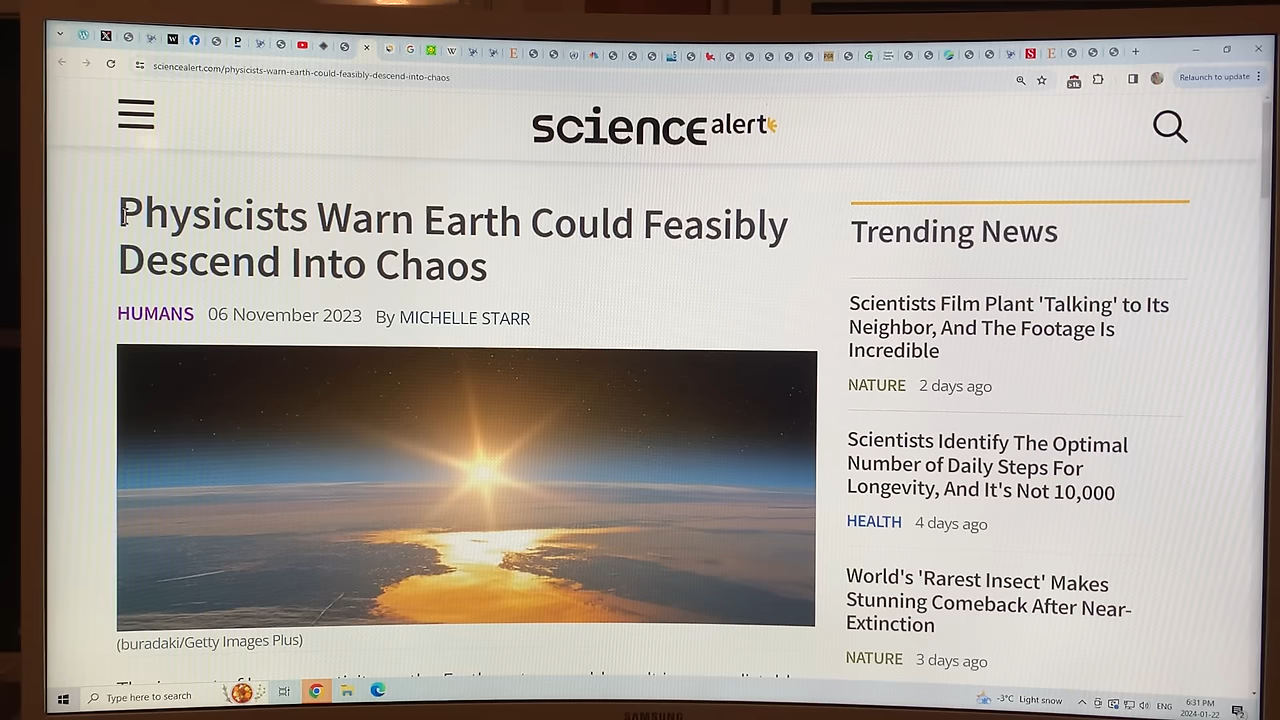 sciencealert.com/physicists-warn-earth-could-feasibly-descend-into-chaos
Relaunch to update
science alert
Physicists Warn Earth Could Feasibly
Descend Into Chaos
HUMANS 06 November 2023 By MICHELLE STARR
(buradaki/Getty Images Plus)
Trending News
Scientists Film Plant 'Talking' to Its
Neighbor, And The Footage Is
Incredible
NATURE 2 days ago
Scientists Identify The Optimal
Number of Daily Steps For
Longevity, And It's Not 10,000
HEALTH 4 days ago
World's 'Rarest Insect' Makes
Stunning Comeback After Near-
Extinction
NATURE 3 days ago
Type here to search
-3°C Light snow
ENG
6:31 PM
2024-01-22
SAMSUNG